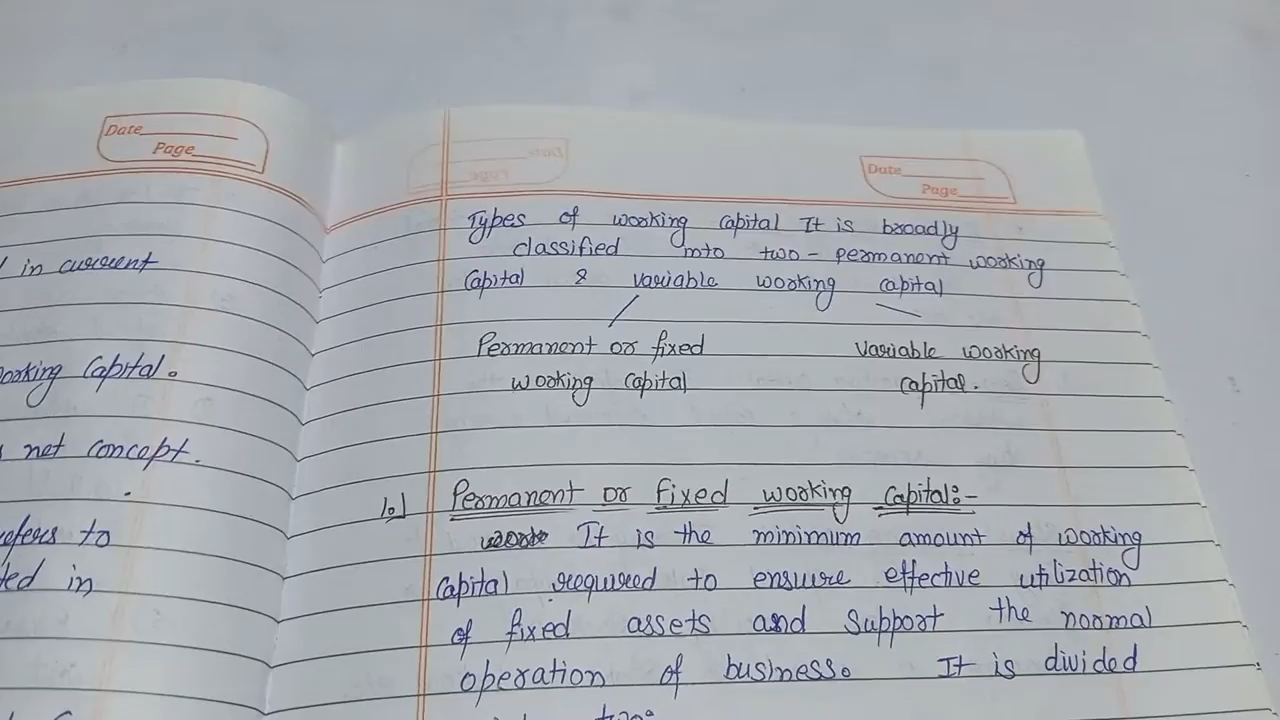 Date
Page
l in current
working Capital.
net concept.
refers to
ted in
Date
Page
Types of working capital It is broadly
classified into two - permanent working
Capital & variable working capital
Permanent or fixed
working capital
Variable working
capital.
1.) Permanent or fixed working capital:-
It is the minimum amount of working
Capital required to ensure effective utilization
of fixed assets and support the normal
operation of business. It is divided